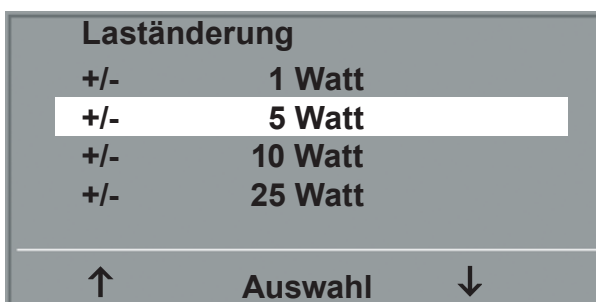 Laständerung
+/- 1 Watt
+/- 5 Watt
+/- 10 Watt
+/- 25 Watt
↑ Auswahl ↓